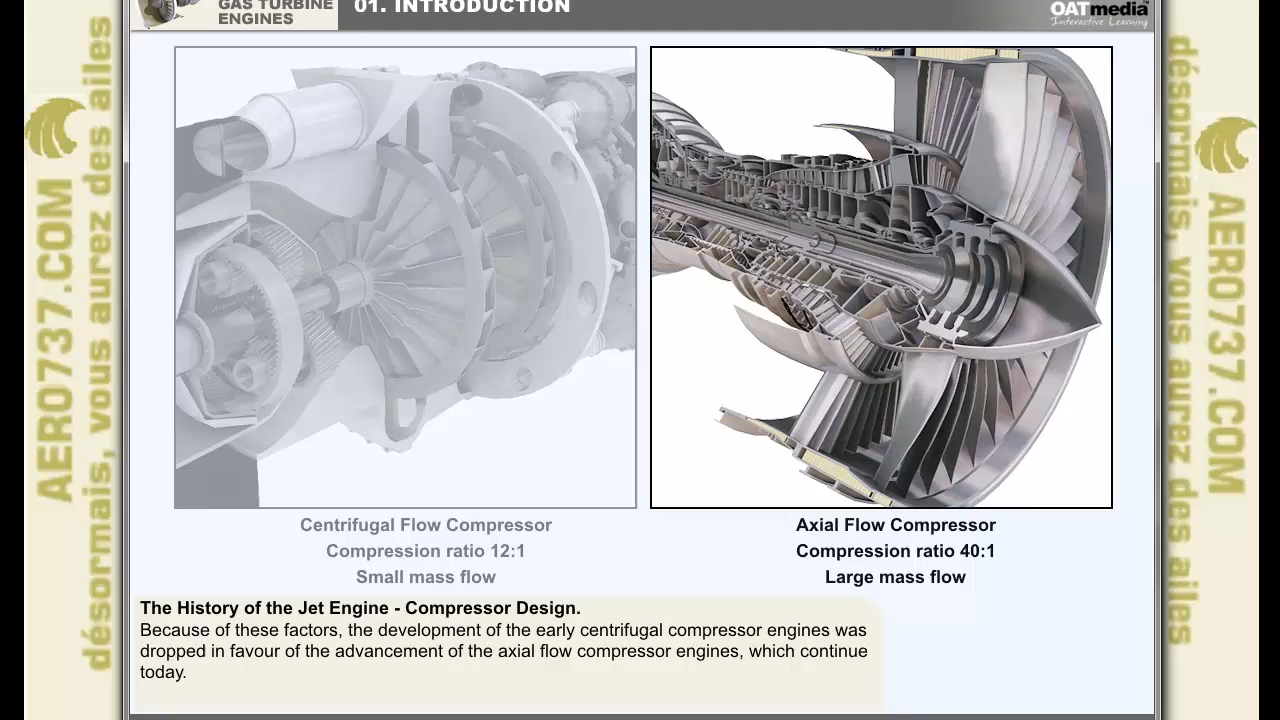 GAS TURBINE
ENGINES
01. INTRODUCTION
OATmedia
Interactive Learning
AERO737.COM
désormais, vous aurez des ailes
AERO737.COM
désormais, vous aurez des ailes
Centrifugal Flow Compressor
Compression ratio 12:1
Small mass flow
Axial Flow Compressor
Compression ratio 40:1
Large mass flow
The History of the Jet Engine - Compressor Design.
Because of these factors, the development of the early centrifugal compressor engines was
dropped in favour of the advancement of the axial flow compressor engines, which continue
today.